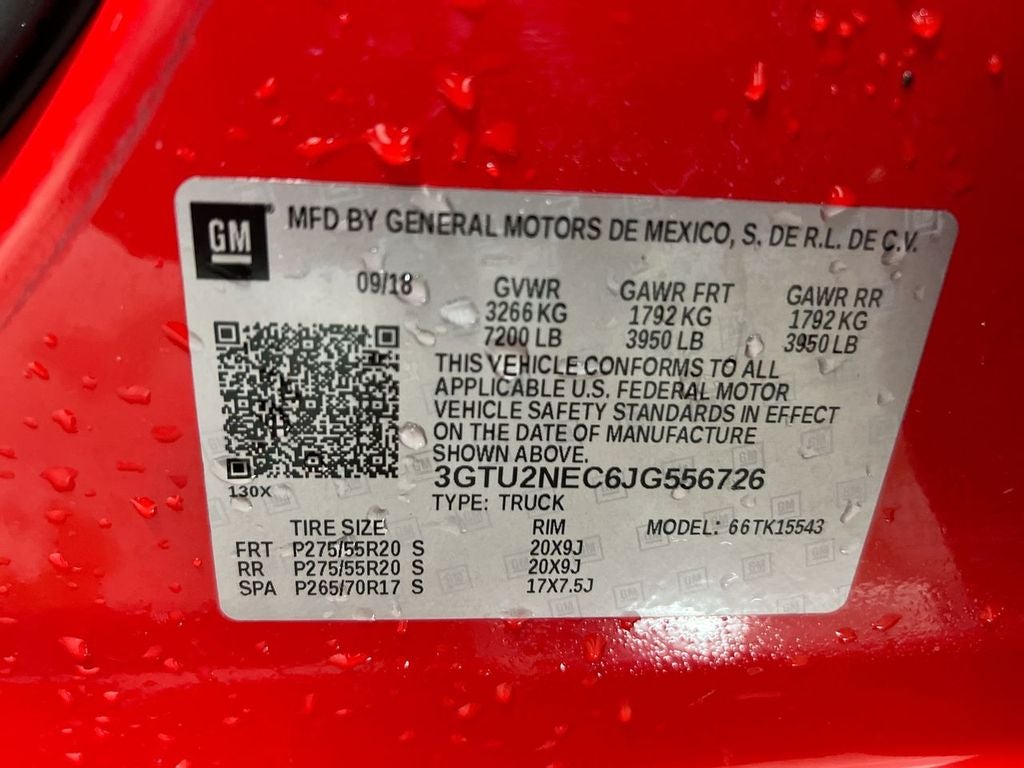 GM® MFD BY GENERAL MOTORS DE MEXICO, S. DE R.L. DE C.V.
09/18 GVWR GAWR FRT GAWR RR
3266 KG 1792 KG 1792 KG
7200 LB 3950 LB 3950 LB
THIS VEHICLE CONFORMS TO ALL
APPLICABLE U.S. FEDERAL MOTOR
VEHICLE SAFETY STANDARDS IN EFFECT
ON THE DATE OF MANUFACTURE
SHOWN ABOVE.
3GTU2NEC6JG556726
130X
TYPE: TRUCK
TIRE SIZE RIM MODEL: 66TK15543
FRT P275/55R20 S 20X9J
RR P275/55R20 S 20X9J
SPA P265/70R17 S 17X7.5J